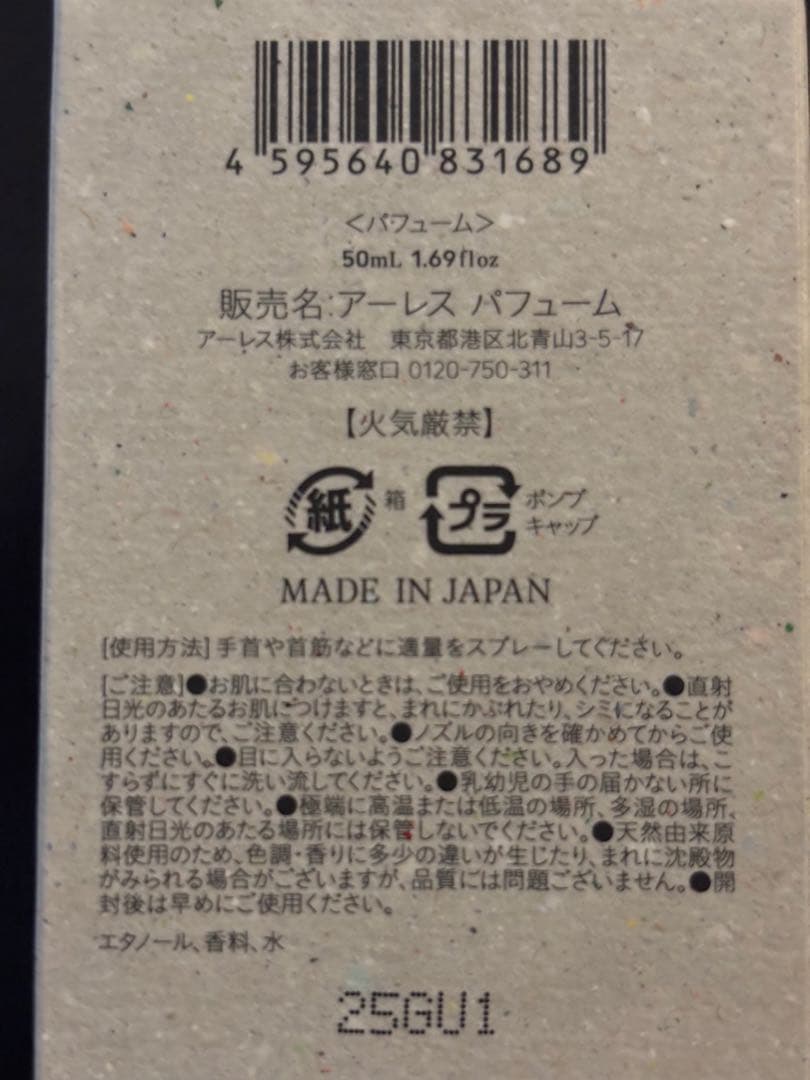 4 595640 831689
<パフューム>
50mL 1.69floz
販売名:アーレス パフューム
アーレス株式会社 東京都港区北青山3-5-17
お客様窓口 0120-750-311
【火気厳禁】
紙 箱 プラ ポンプ
キャップ
MADE IN JAPAN
[使用方法]手首や首筋などに適量をスプレーしてください。
[ご注意]●お肌に合わないときは、ご使用をおやめください。●直射
日光のあたるお肌につけますと、まれにかぶれたり、シミになることが
ありますので、ご注意ください。●ノズルの向きを確かめてからご使
用ください。●目に入らないようご注意ください。入った場合は、こ
すらずにすぐに洗い流してください。●乳幼児の手の届かない所に
保管してください。●極端に高温または低温の場所、多湿の場所、
直射日光のあたる場所には保管しないでください。●天然由来原
料使用のため、色調・香りに多少の違いが生じたり、まれに沈殿物
がみられる場合がございますが、品質には問題ございません。●開
封後は早めにご使用ください。
エタノール、香料、水
25GU1